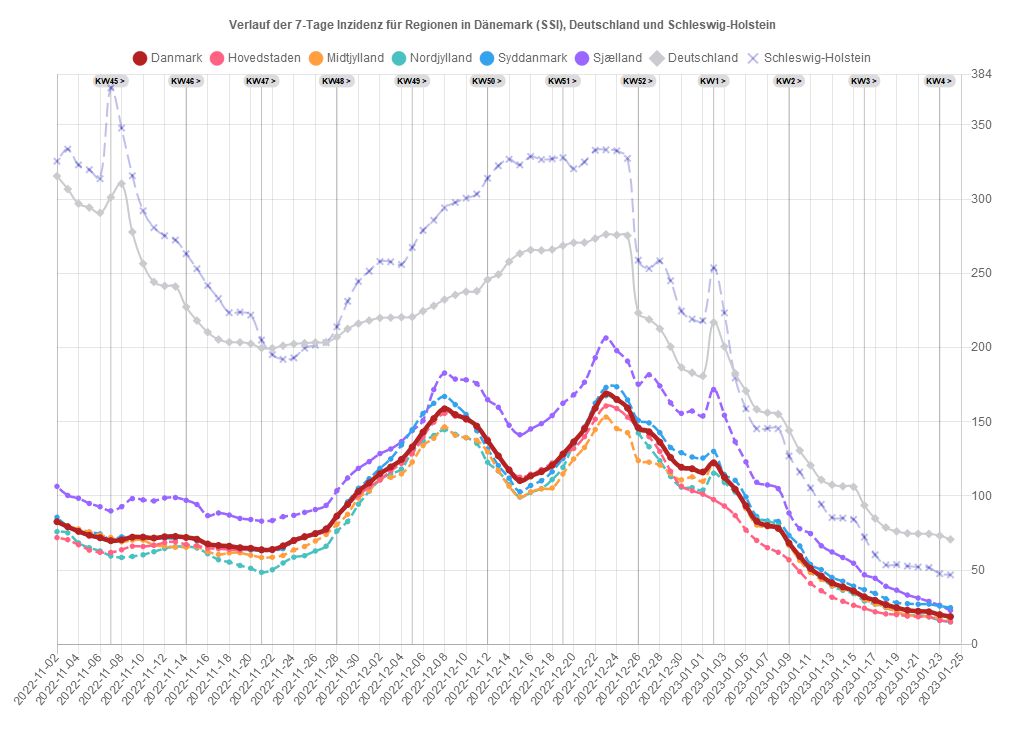 Verlauf der 7-Tage Inzidenz für Regionen in Dänemark (SSI), Deutschland und Schleswig-Holstein
Danmark Hovedstaden Midtjylland Nordjylland Syddanmark Sjælland Deutschland Schleswig-Holstein
KW45 > KW46 > KW47 > KW48 > KW49 > KW50 > KW51 > KW52 > KW1 > KW2 > KW3 > KW4 >
384
350
300
250
200
150
100
50
0
2022-11-02 2022-11-04 2022-11-06 2022-11-08 2022-11-10 2022-11-12 2022-11-14 2022-11-16 2022-11-18 2022-11-20 2022-11-22 2022-11-24 2022-11-26 2022-11-28 2022-11-30 2022-12-02 2022-12-04 2022-12-06 2022-12-08 2022-12-10 2022-12-12 2022-12-14 2022-12-16 2022-12-18 2022-12-20 2022-12-22 2022-12-24 2022-12-26 2022-12-28 2022-12-30 2023-01-01 2023-01-03 2023-01-05 2023-01-07 2023-01-09 2023-01-11 2023-01-13 2023-01-15 2023-01-17 2023-01-19 2023-01-21 2023-01-23 2023-01-25